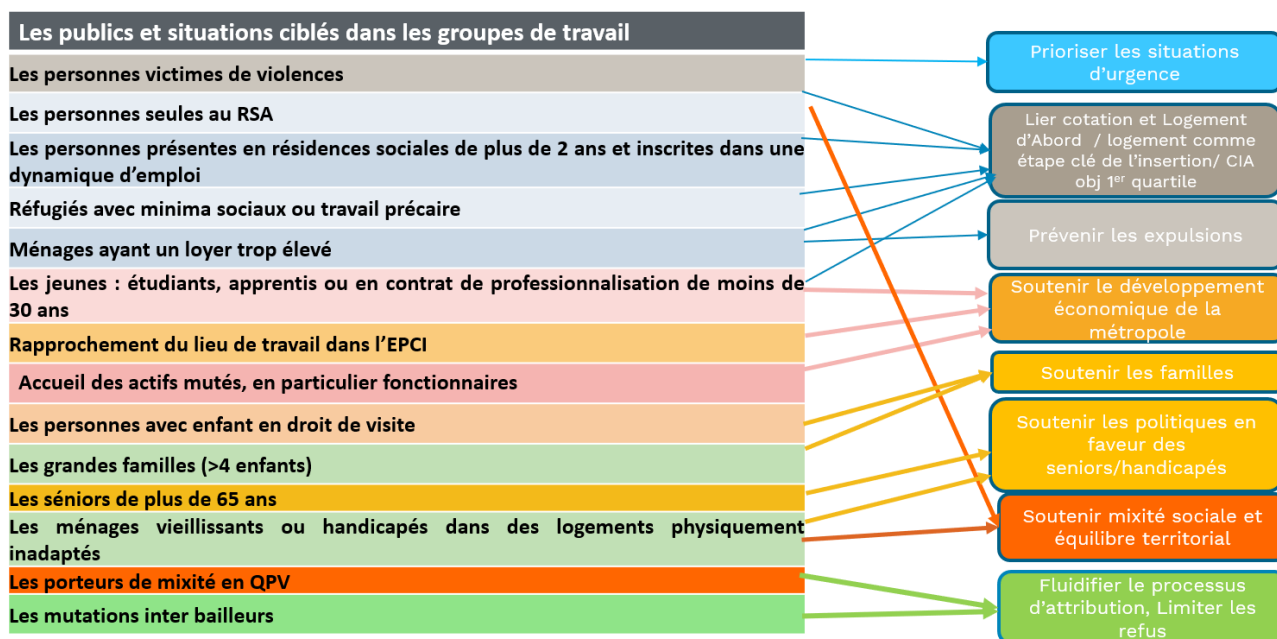 Les publics et situations ciblés dans les groupes de travail
Les personnes victimes de violences
Les personnes seules au RSA
Les personnes présentes en résidences sociales de plus de 2 ans et inscrites dans une
dynamique d’emploi
Réfugiés avec minima sociaux ou travail précaire
Ménages ayant un loyer trop élevé
Les jeunes : étudiants, apprentis ou en contrat de professionnalisation de moins de
30 ans
Rapprochement du lieu de travail dans l’EPCI
Accueil des actifs mutés, en particulier fonctionnaires
Les personnes avec enfant en droit de visite
Les grandes familles (>4 enfants)
Les séniors de plus de 65 ans
Les ménages vieillissants ou handicapés dans des logements physiquement
inadaptés
Les porteurs de mixité en QPV
Les mutations inter bailleurs
Prioriser les situations
d’urgence
Lier cotation et Logement
d’Abord / logement comme
étape clé de l’insertion/ CIA
obj 1er quartile
Prévenir les expulsions
Soutenir le développement
économique de la
métropole
Soutenir les familles
Soutenir les politiques en
faveur des
seniors/handicapés
Soutenir mixité sociale et
équilibre territorial
Fluidifier le processus
d’attribution, Limiter les
refus